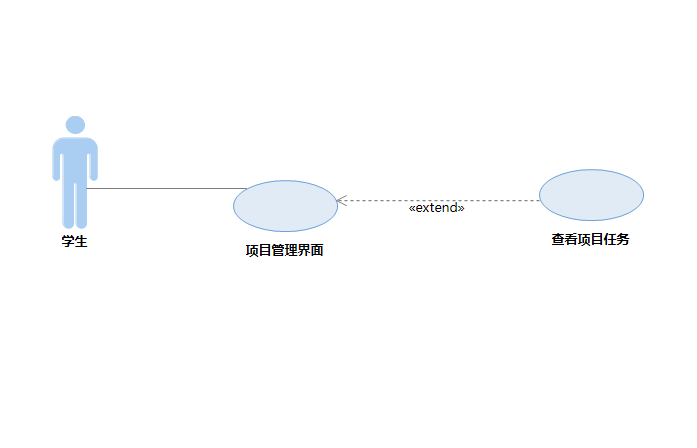 «extend»
学生
查看项目任务
项目管理界面